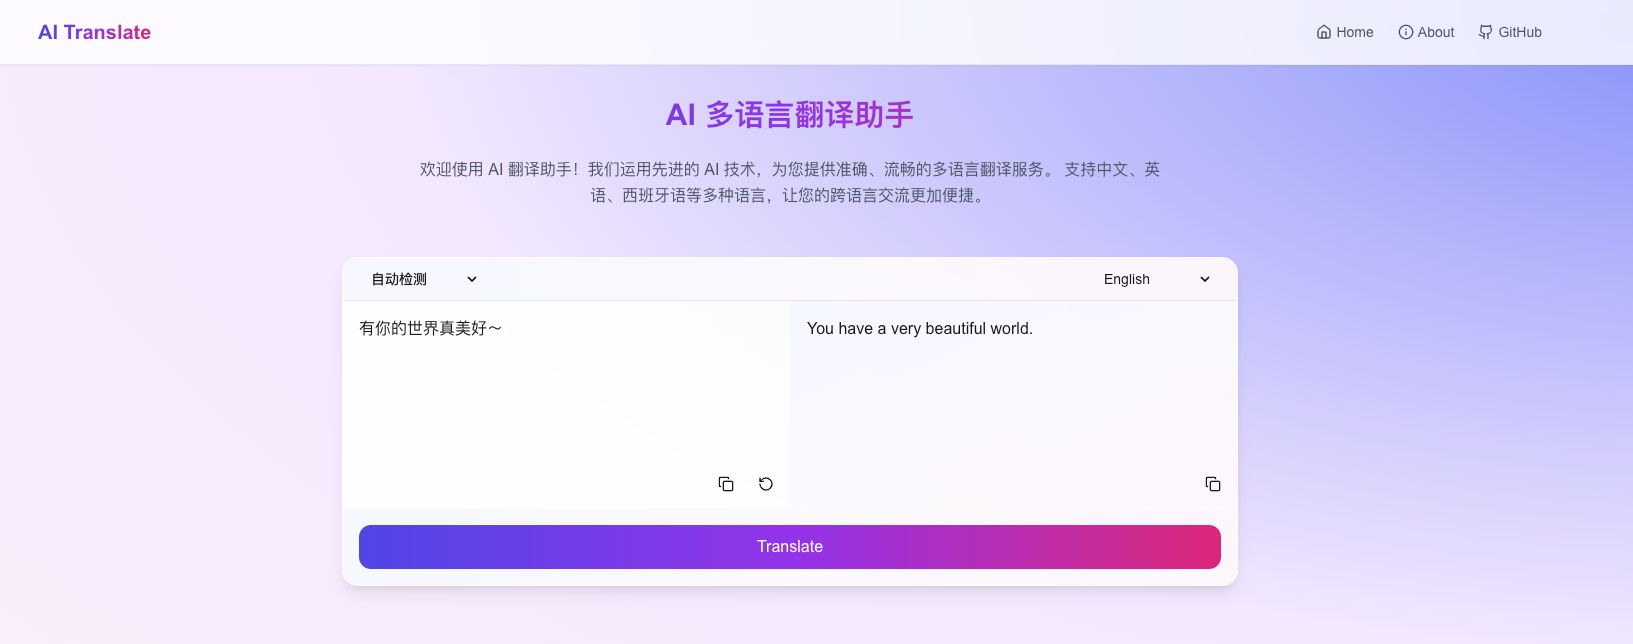 AI Translate
Home
About
GitHub
AI 多语言翻译助手
欢迎使用 AI 翻译助手！我们运用先进的 AI 技术，为您提供准确、流畅的多语言翻译服务。 支持中文、英
语、西班牙语等多种语言，让您的跨语言交流更加便捷。
自动检测
English
有你的世界真美好～
You have a very beautiful world.
Translate